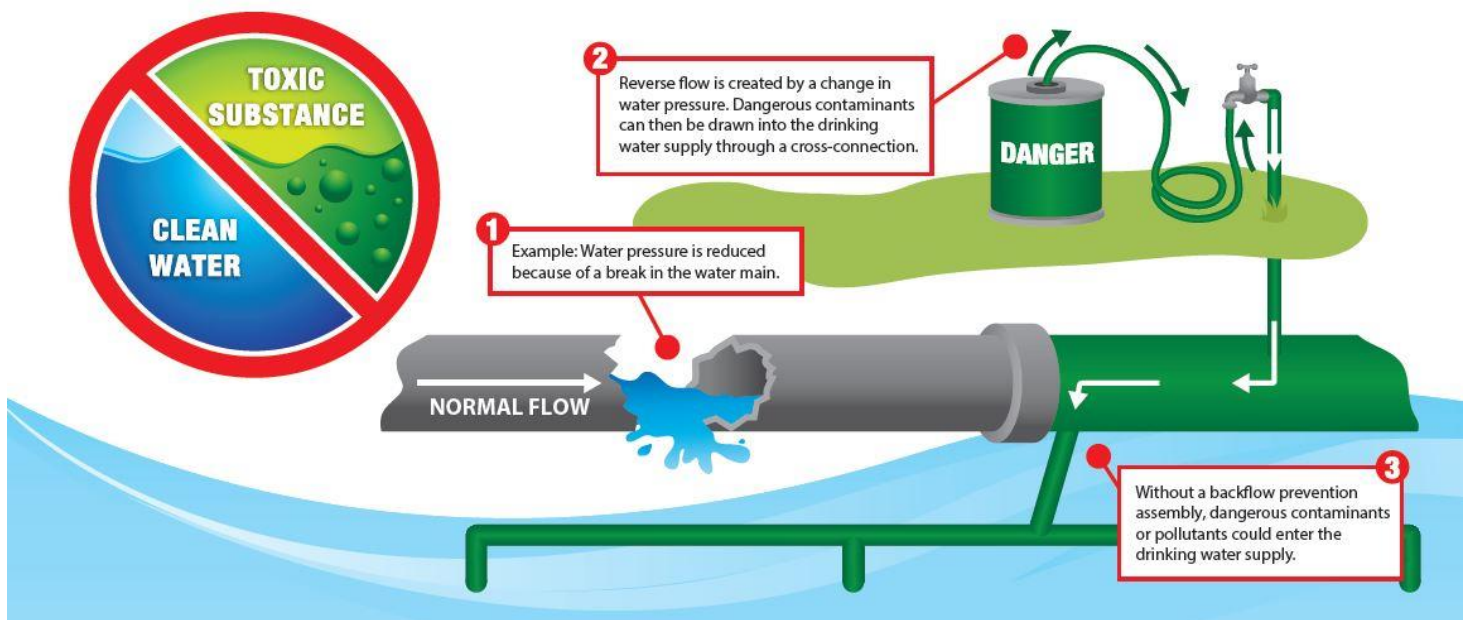 TOXIC
SUBSTANCE
CLEAN
WATER
1
Example: Water pressure is reduced
because of a break in the water main.
NORMAL FLOW
2
Reverse flow is created by a change in
water pressure. Dangerous contaminants
can then be drawn into the drinking
water supply through a cross-connection.
DANGER
3
Without a backflow prevention
assembly, dangerous contaminants
or pollutants could enter the
drinking water supply.